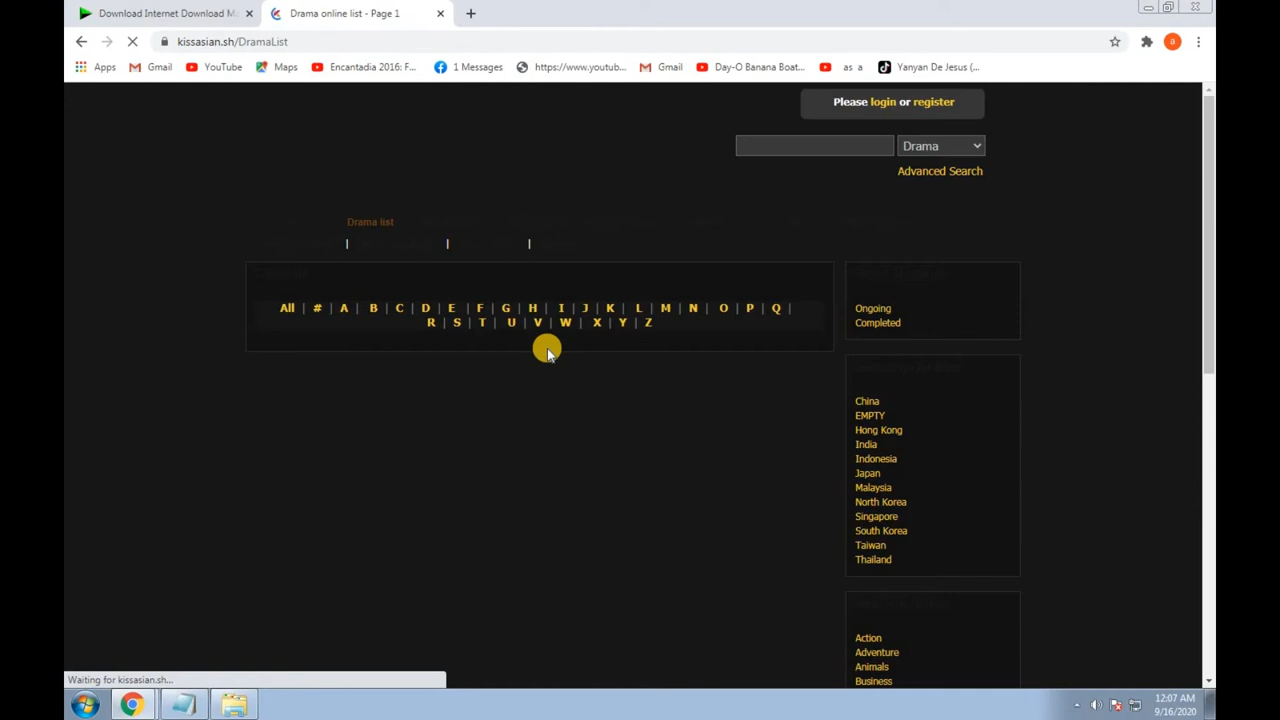 Download Internet Download Ma
Drama online list - Page 1
kissasian.sh/DramaList
Apps Gmail YouTube Maps Encantadia 2016: F... 1 Messages https://www.youtub... Gmail Day-O Banana Boat... as a Yanyan De Jesus (...
Please login or register
Drama
Advanced Search
Drama list
| | |
All | # | A | B | C | D | E | F | G | H | I | J | K | L | M | N | O | P | Q |
R | S | T | U | V | W | X | Y | Z
Ongoing
Completed
China
EMPTY
Hong Kong
India
Indonesia
Japan
Malaysia
North Korea
Singapore
South Korea
Taiwan
Thailand
Action
Adventure
Animals
Business
Waiting for kissasian.sh...
12:07 AM
9/16/2020